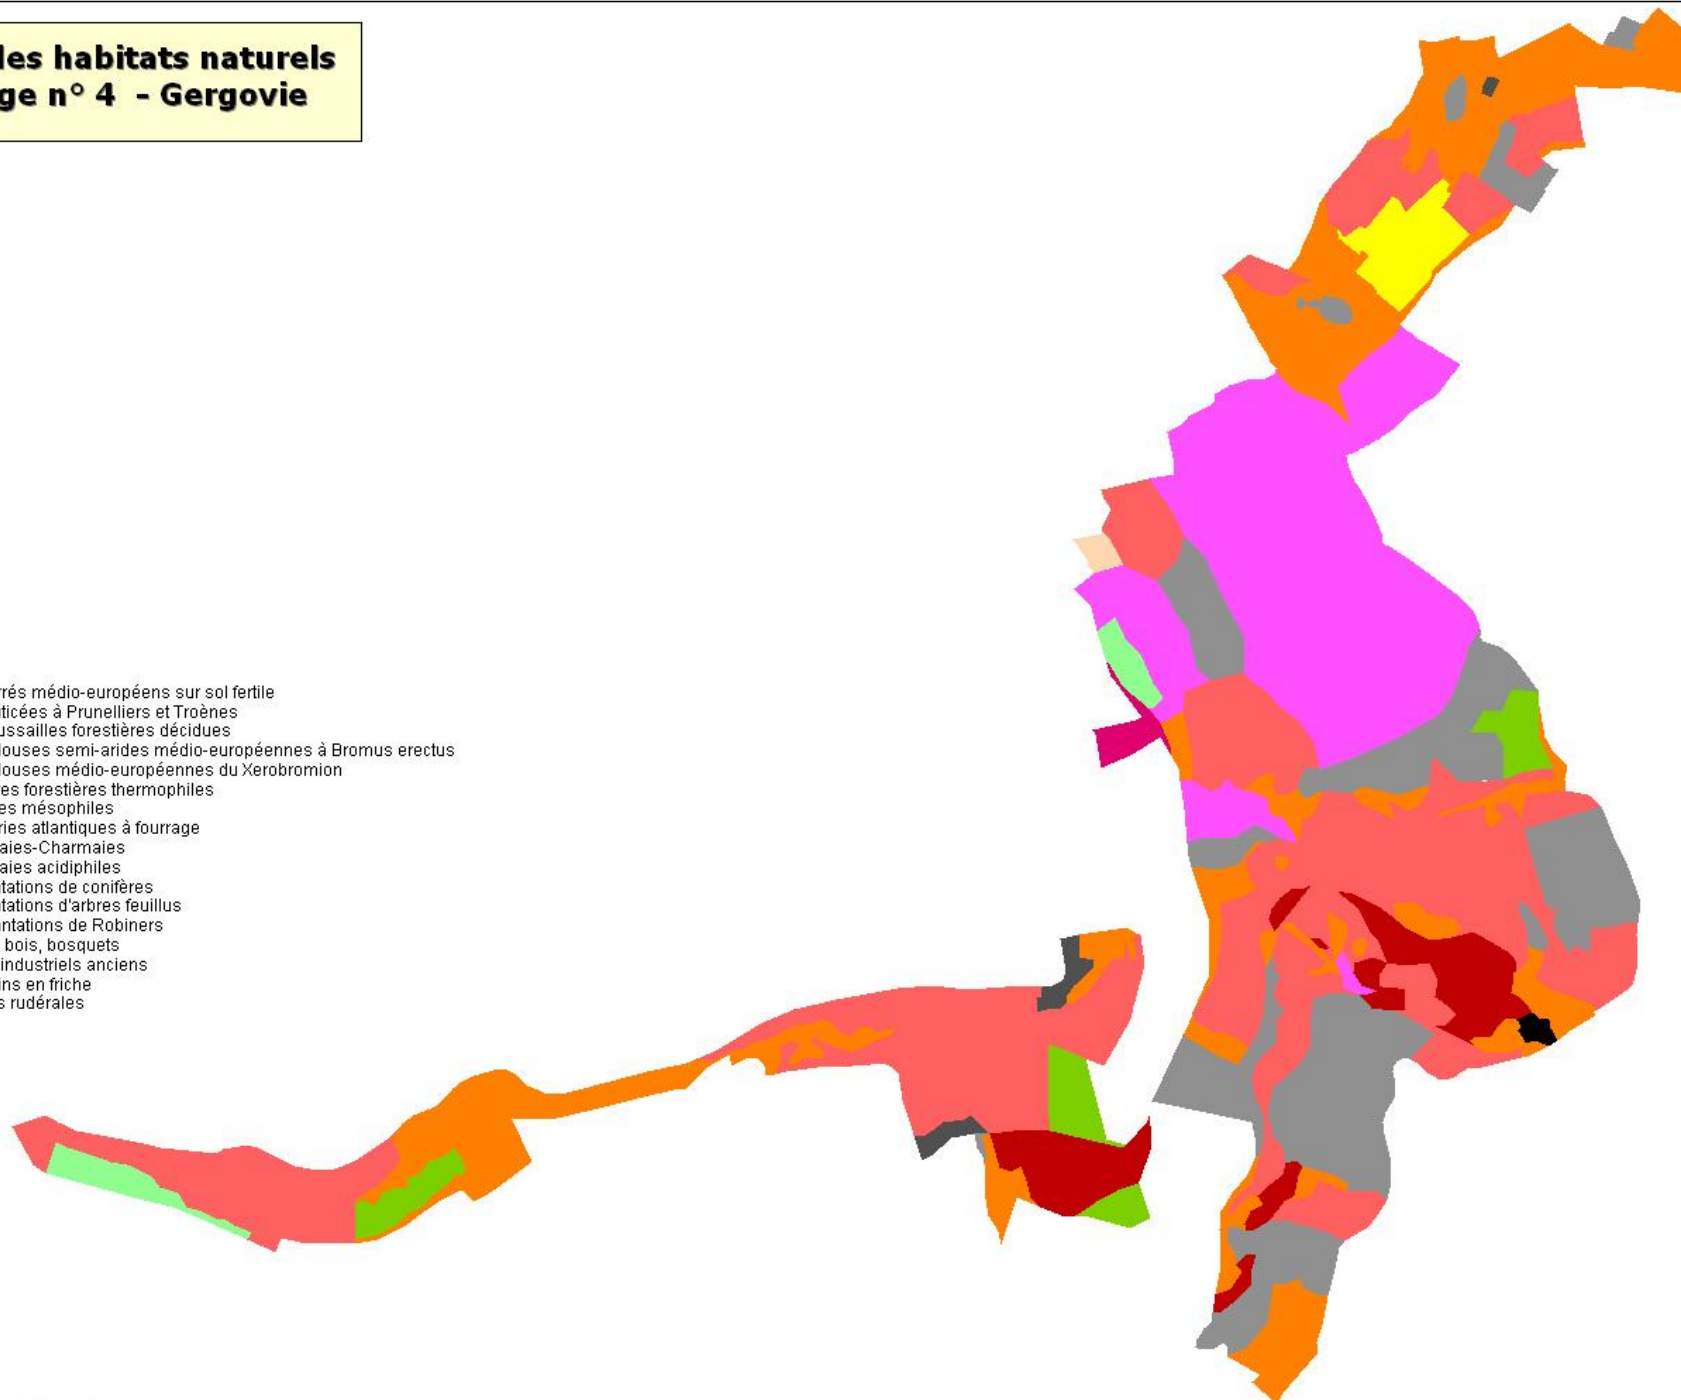 les habitats naturels
ge n° 4 - Gergovie
rrés médio-européens sur sol fertile
ticées à Prunelliers et Troènes
ussailles forestières décidues
louses semi-arides médio-européennes à Bromus erectus
louses médio-européennes du Xerobromion
res forestières thermophiles
es mésophiles
ries atlantiques à fourrage
aies-Charmaies
aies acidiphiles
tations de conifères
tations d'arbres feuillus
ntations de Robiners
bois, bosquets
industriels anciens
ins en friche
s rudérales